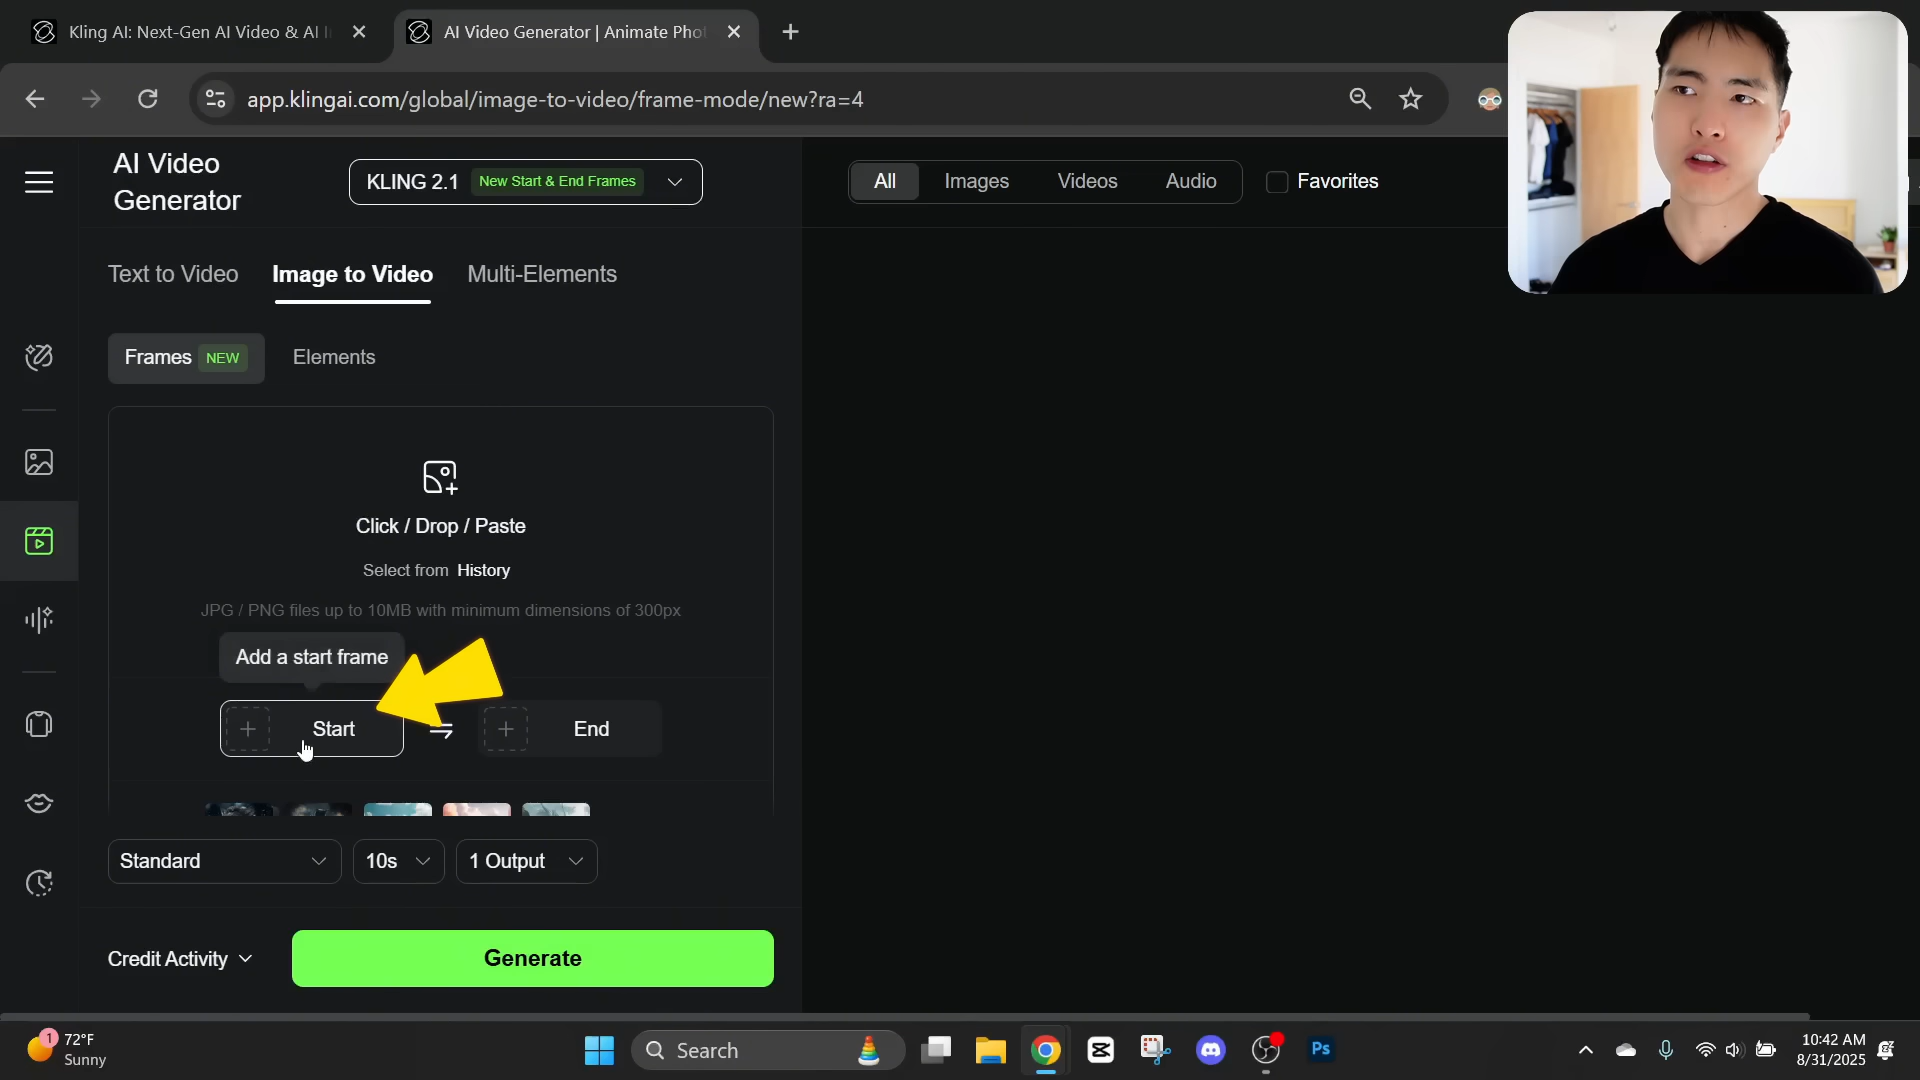 Kling AI: Next-Gen AI Video & AI
AI Video Generator | Animate Pho
app.klingai.com/global/image-to-video/frame-mode/new?ra=4
AI Video
Generator
KLING 2.1 New Start & End Frames
All Images Videos Audio Favorites
Text to Video Image to Video Multi-Elements
Frames NEW Elements
Click / Drop / Paste
Select from History
JPG / PNG files up to 10MB with minimum dimensions of 300px
Add a start frame
Start End
Standard 10s 1 Output
Credit Activity Generate
1 72°F
Sunny
Search
Ps
10:42 AM
8/31/2025